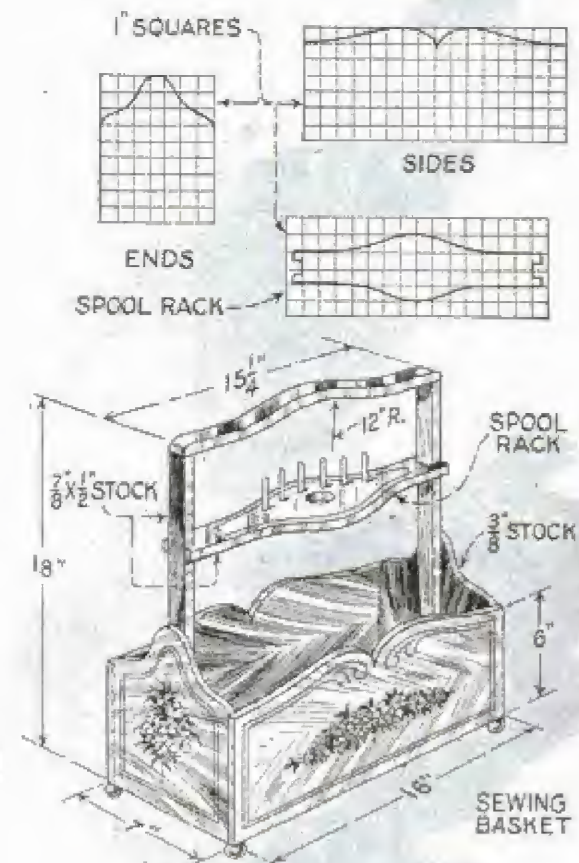 1" SQUARES
SIDES
ENDS
SPOOL RACK
15 1/4"
12" R.
SPOOL
RACK
7/8" X 1/2" STOCK
3/8" STOCK
18"
6"
7"
16"
SEWING
BASKET